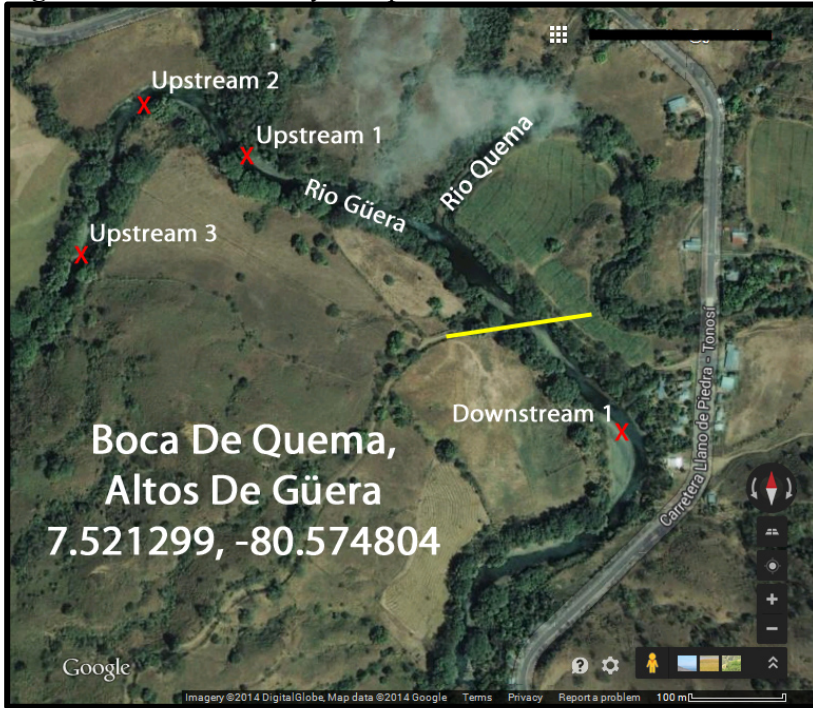 Upstream 2
Upstream 1
Rio Quema
Rio Güera
Upstream 3
Carretera Llano de Piedra - Tonosí
Downstream 1
Boca De Quema,
Altos De Güera
7.521299, -80.574804
Google
Imagery ©2014 DigitalGlobe, Map data ©2014 Google Terms Privacy Report a problem 100 m